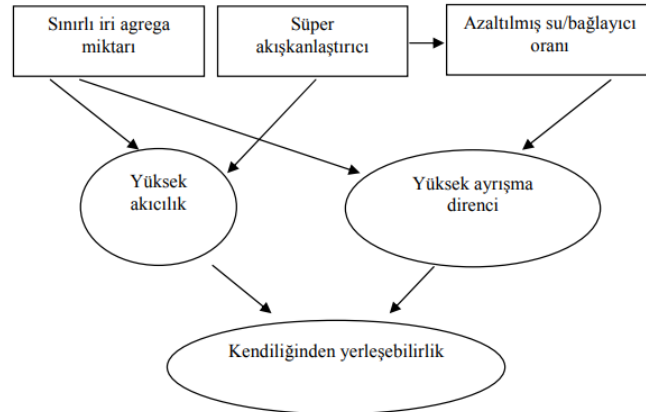 Sınırlı iri agrega
miktarı
Süper
akışkanlaştırıcı
Azaltılmış su/bağlayıcı
oranı
Yüksek
akıcılık
Yüksek ayrışma
direnci
Kendiliğinden yerleşebilirlik